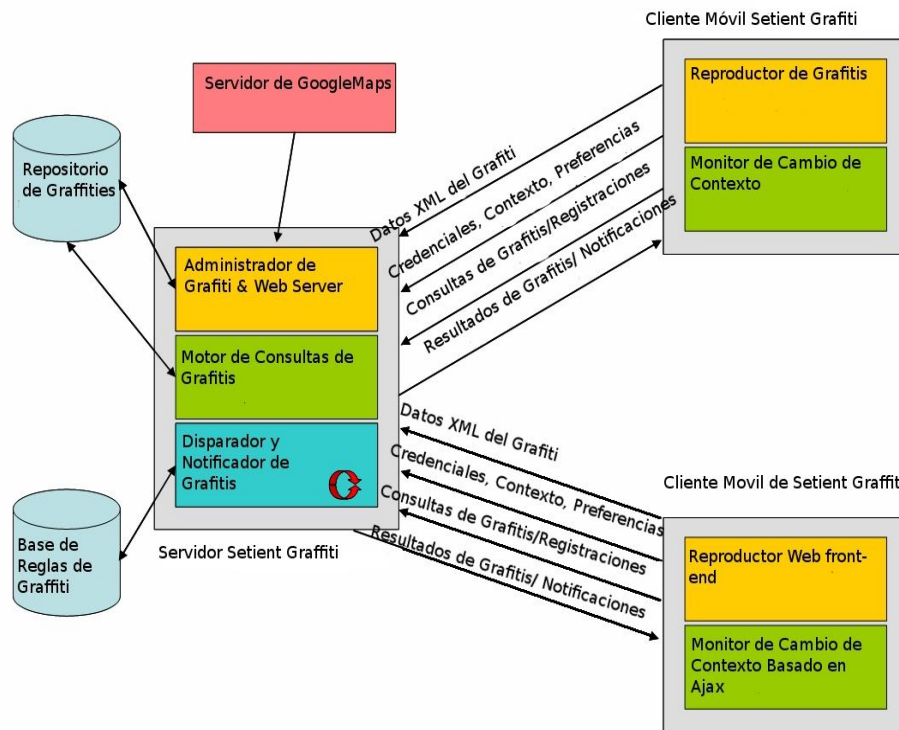 Cliente Móvil Setient Grafiti
Reproductor de Grafitis
Monitor de Cambio de
Contexto
Servidor de GoogleMaps
Repositorio
de Graffities
Datos XML del Grafiti
Credenciales, Contexto, Preferencias
Consultas de Grafitis/Registraciones
Resultados de Grafitis/ Notificaciones
Administrador de
Grafiti & Web Server
Motor de Consultas de
Grafitis
Disparador y
Notificador de
Grafitis
Servidor Setient Graffiti
Base de
Reglas de
Graffiti
Datos XML del Grafiti
Credenciales, Contexto, Preferencias
Consultas de Grafitis/Registraciones
Resultados de Grafitis/ Notificaciones
Cliente Movil de Setient Graffit
Reproductor Web front-
end
Monitor de Cambio de
Contexto Basado en
Ajax